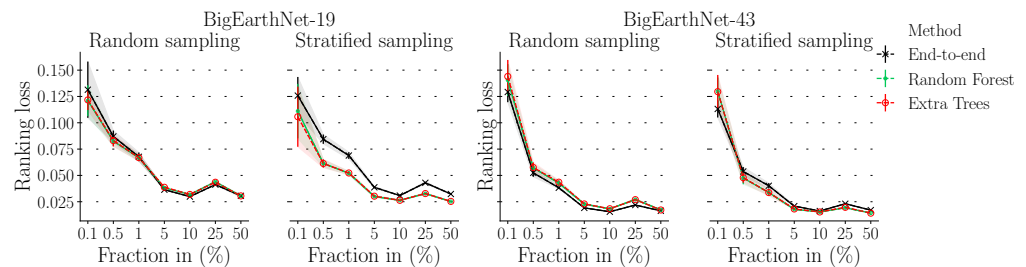 BigEarthNet-19
BigEarthNet-43
Random sampling
Stratified sampling
Random sampling
Stratified sampling
Method
End-to-end
Random Forest
Extra Trees
Ranking loss
0.150
0.125
0.100
0.075
0.050
0.025
Ranking loss
0.1 0.5 1 5 10 25 50
0.1 0.5 1 5 10 25 50
0.1 0.5 1 5 10 25 50
0.1 0.5 1 5 10 25 50
Fraction in (%)
Fraction in (%)
Fraction in (%)
Fraction in (%)